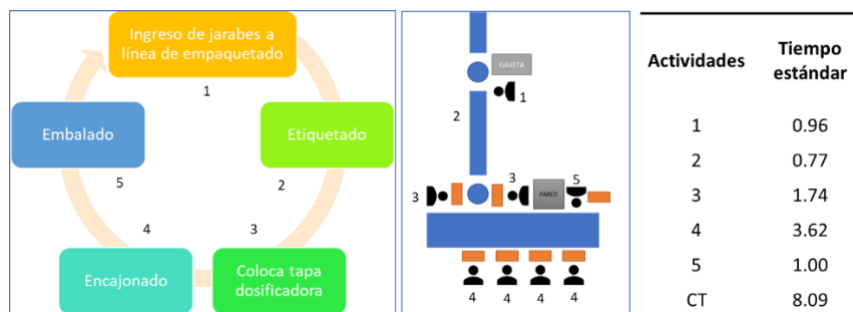 Ingreso de jarabes a
línea de empaquetado
1
Embalado
Etiquetado
5
2
4
3
Encajonado
Coloca tapa
dosificadora
GAVETA
1
2
3
3
PARED
5
4
4
4
4
Actividades
Tiempo
estándar
1 0.96
2 0.77
3 1.74
4 3.62
5 1.00
CT 8.09